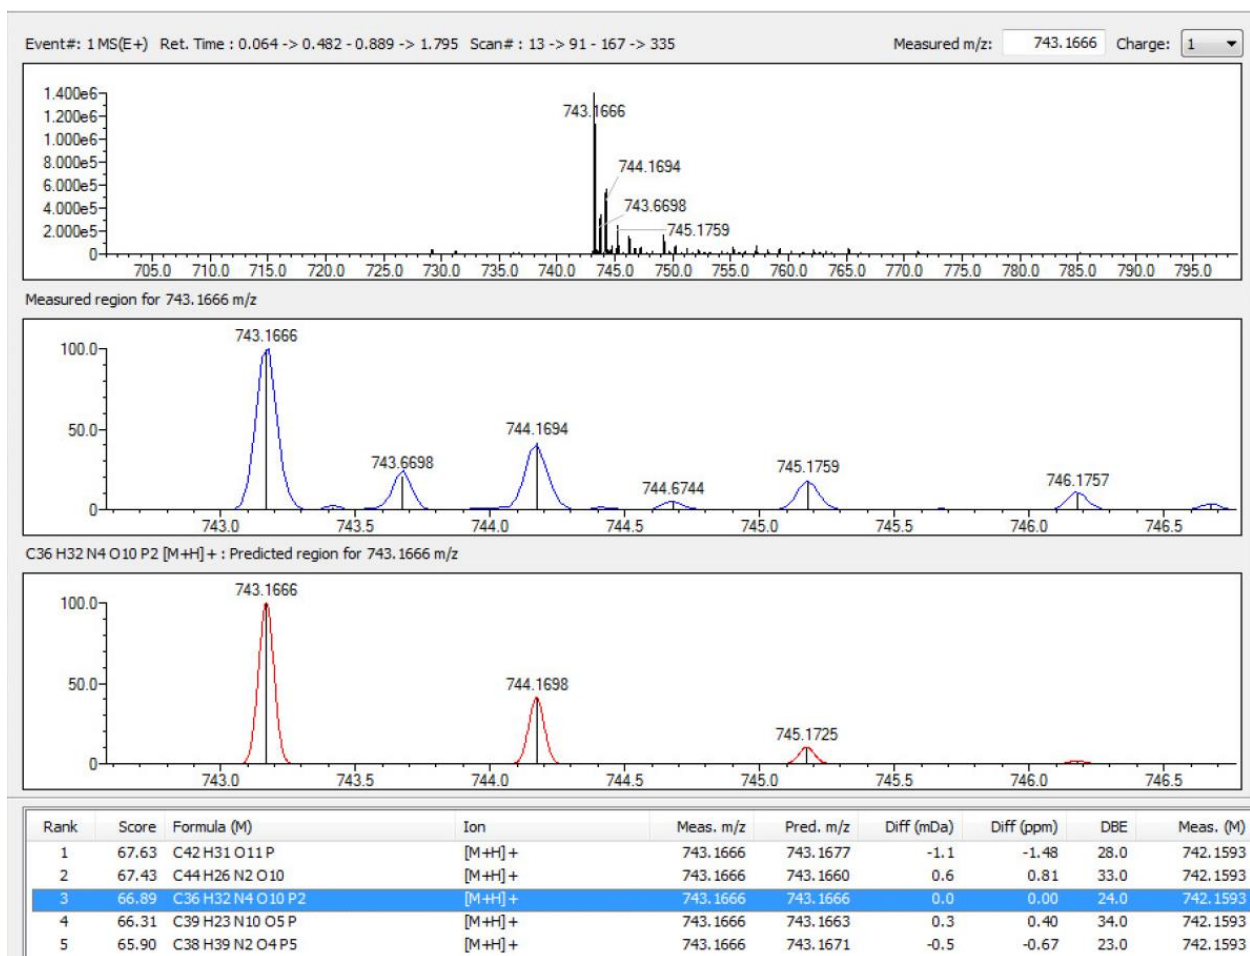 Event#: 1 MS(E+) Ret. Time : 0.064 -> 0.482 - 0.889 -> 1.795 Scan# : 13 -> 91 - 167 -> 335 Measured m/z: 743.1666 Charge: 1
1.400e6
1.200e6
1.000e6
8.000e5
6.000e5
4.000e5
2.000e5
0
743.1666
744.1694
743.6698
745.1759
705.0 710.0 715.0 720.0 725.0 730.0 735.0 740.0 745.0 750.0 755.0 760.0 765.0 770.0 775.0 780.0 785.0 790.0 795.0
Measured region for 743.1666 m/z
100.0
50.0
0
743.1666
743.6698
744.1694
744.6744
745.1759
746.1757
743.0 743.5 744.0 744.5 745.0 745.5 746.0 746.5
C36 H32 N4 O10 P2 [M+H]+ : Predicted region for 743.1666 m/z
100.0
50.0
0
743.1666
744.1698
745.1725
743.0 743.5 744.0 744.5 745.0 745.5 746.0 746.5
Rank Score Formula (M) Ion Meas. m/z Pred. m/z Diff (mDa) Diff (ppm) DBE Meas. (M)
1 67.63 C42 H31 O11 P [M+H]+ 743.1666 743.1677 -1.1 -1.48 28.0 742.1593
2 67.43 C44 H26 N2 O10 [M+H]+ 743.1666 743.1660 0.6 0.81 33.0 742.1593
3 66.89 C36 H32 N4 O10 P2 [M+H]+ 743.1666 743.1666 0.0 0.00 24.0 742.1593
4 66.31 C39 H23 N10 O5 P [M+H]+ 743.1666 743.1663 0.3 0.40 34.0 742.1593
5 65.90 C38 H39 N2 O4 P5 [M+H]+ 743.1666 743.1671 -0.5 -0.67 23.0 742.1593